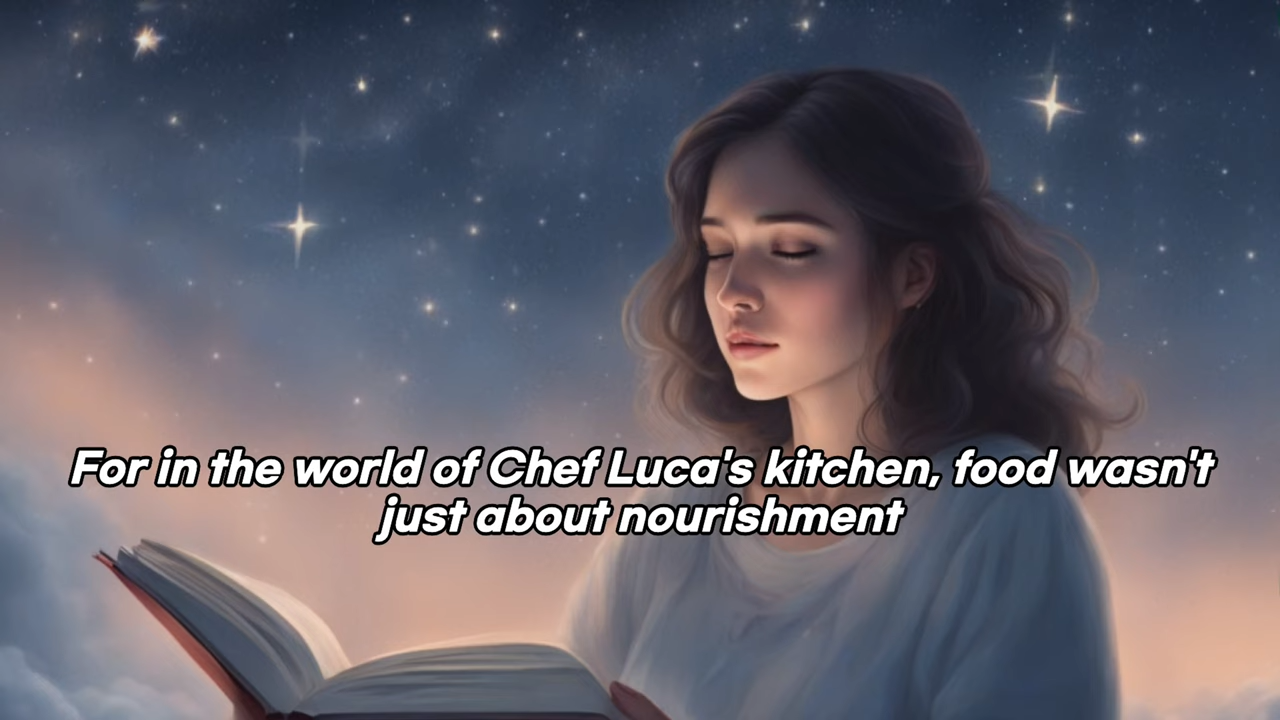 For in the world of Chef Luca's kitchen, food wasn't
just about nourishment